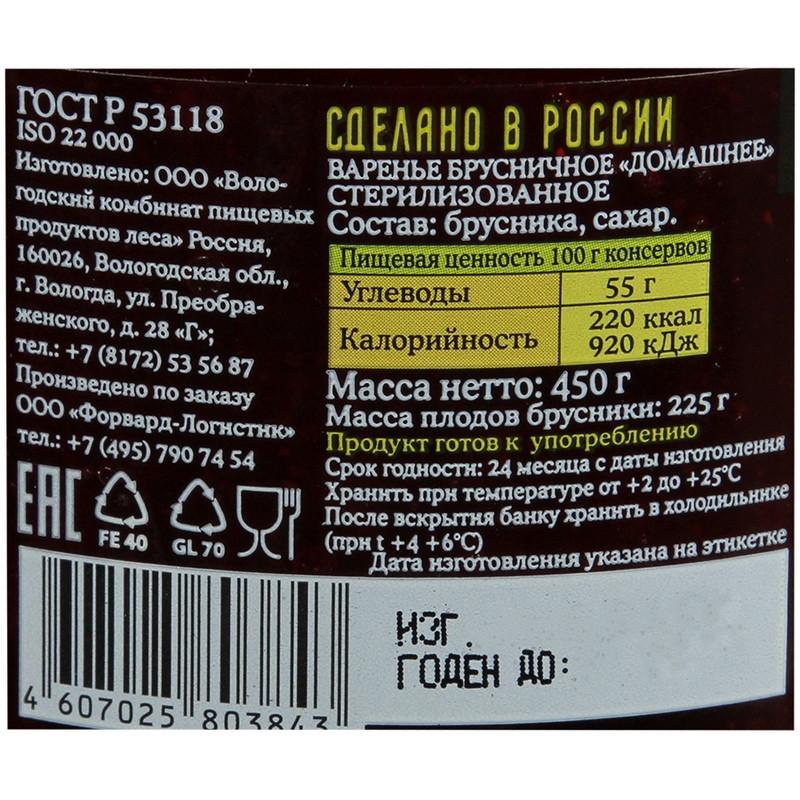 ГОСТ Р 53118
ISO 22 000
Изготовлено: ООО «Воло-
годский комбинат пищевых
продуктов леса» Россия,
160026, Вологодская обл.,
г. Вологда, ул. Преобра-
женского, д. 28 «Г»;
тел.: +7 (8172) 53 56 87
Произведено по заказу
ООО «Форвард-Логистик»
тел.: +7 (495) 790 74 54
EAC
FE 40
GL 70
4 607025 803843
СДЕЛАНО В РОССИИ
ВАРЕНЬЕ БРУСНИЧНОЕ «ДОМАШНЕЕ»
СТЕРИЛИЗОВАННОЕ
Состав: брусника, сахар.
Пищевая ценность 100 г консервов
Углеводы 55 г
Калорийность 220 ккал
920 кДж
Масса нетто: 450 г
Масса плодов брусники: 225 г
Продукт готов к употреблению
Срок годности: 24 месяца с даты изготовления
Хранить при температуре от +2 до +25°С
После вскрытия банку хранить в холодильнике
(при t +4 +6°С)
Дата изготовления указана на этикетке
ИЗГ.
ГОДЕН ДО: